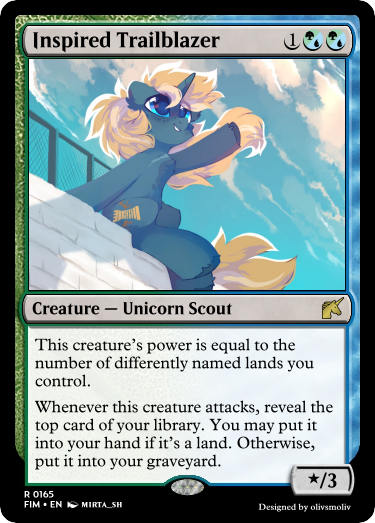 Inspired Trailblazer 1
Creature — Unicorn Scout
This creature's power is equal to the
number of differently named lands you
control.
Whenever this creature attacks, reveal the
top card of your library. You may put it
into your hand if it's a land. Otherwise,
put it into your graveyard.
★/3
R 0165
FIM • EN MIRTA_SH
Designed by olivsmoliv